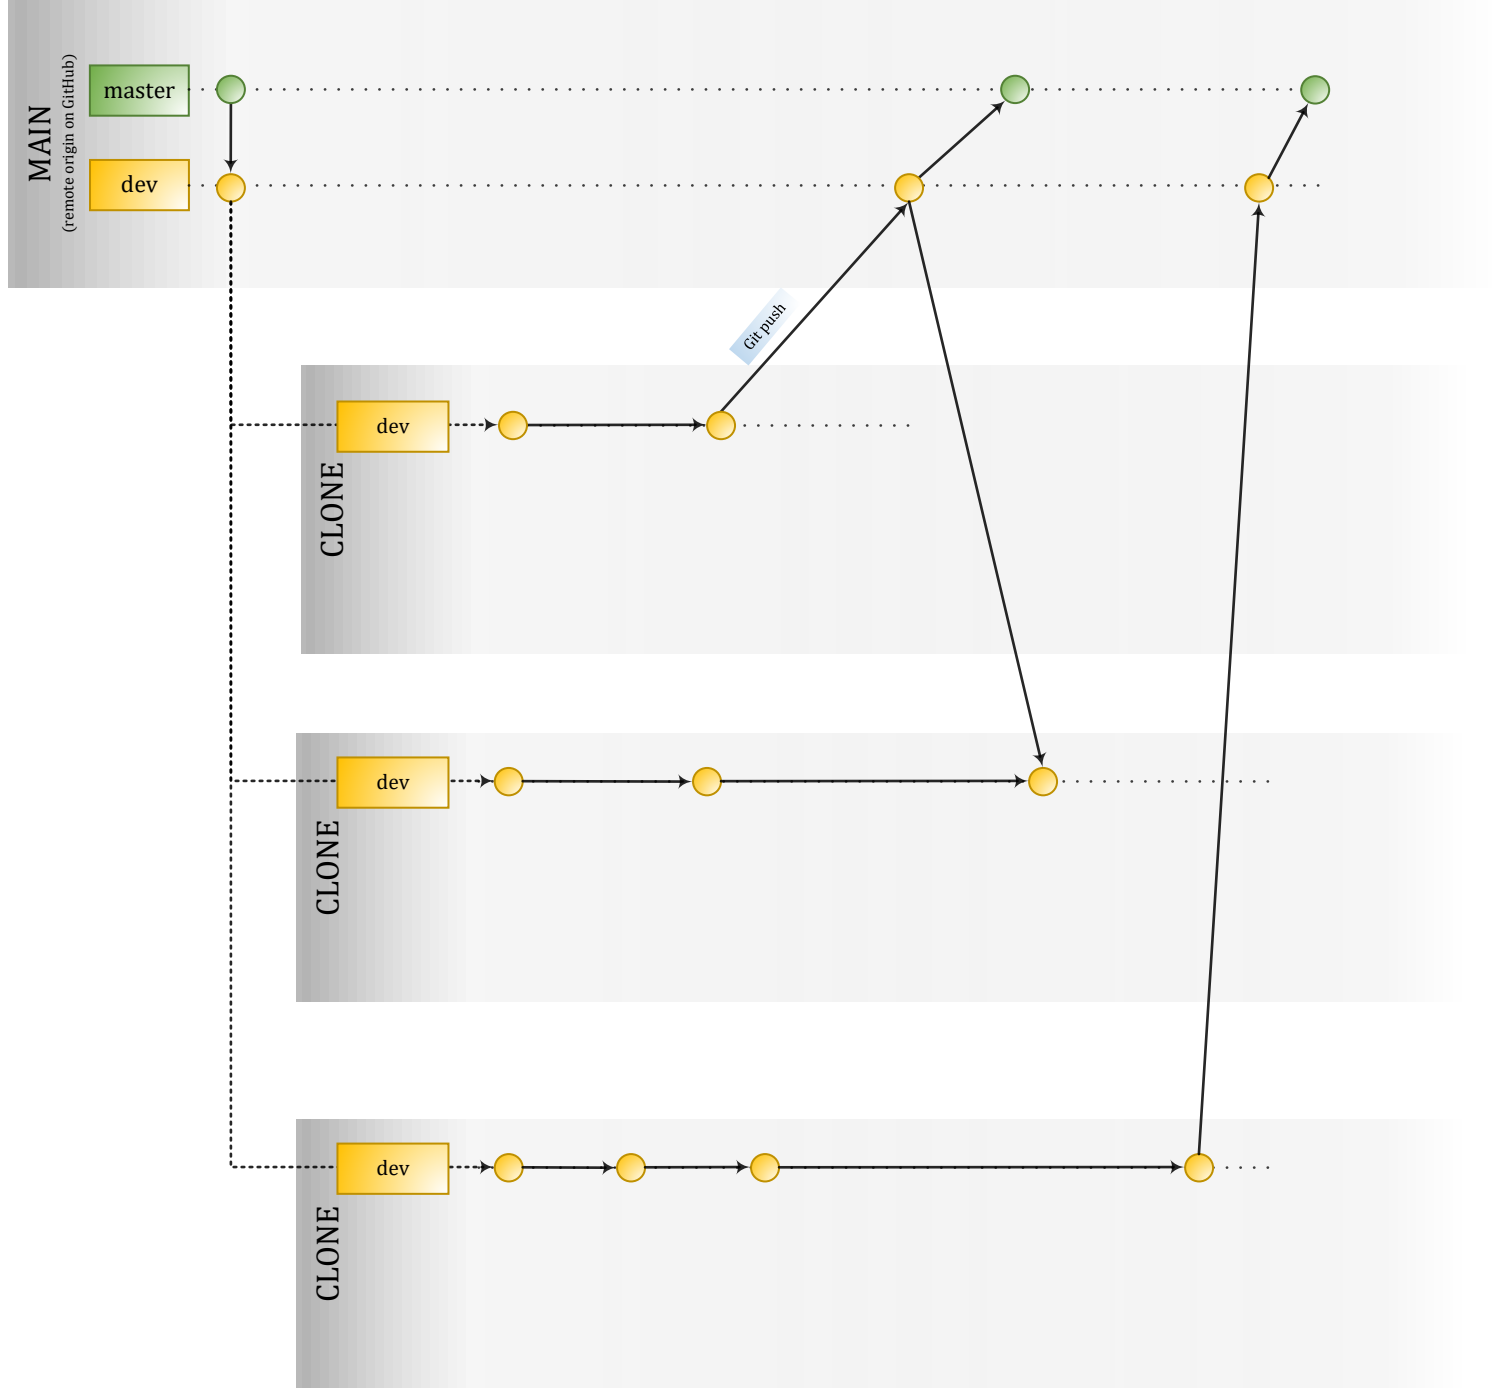 MAIN
(remote origin on GitHub)
master
dev
Git push
dev
CLONE
dev
CLONE
dev
CLONE